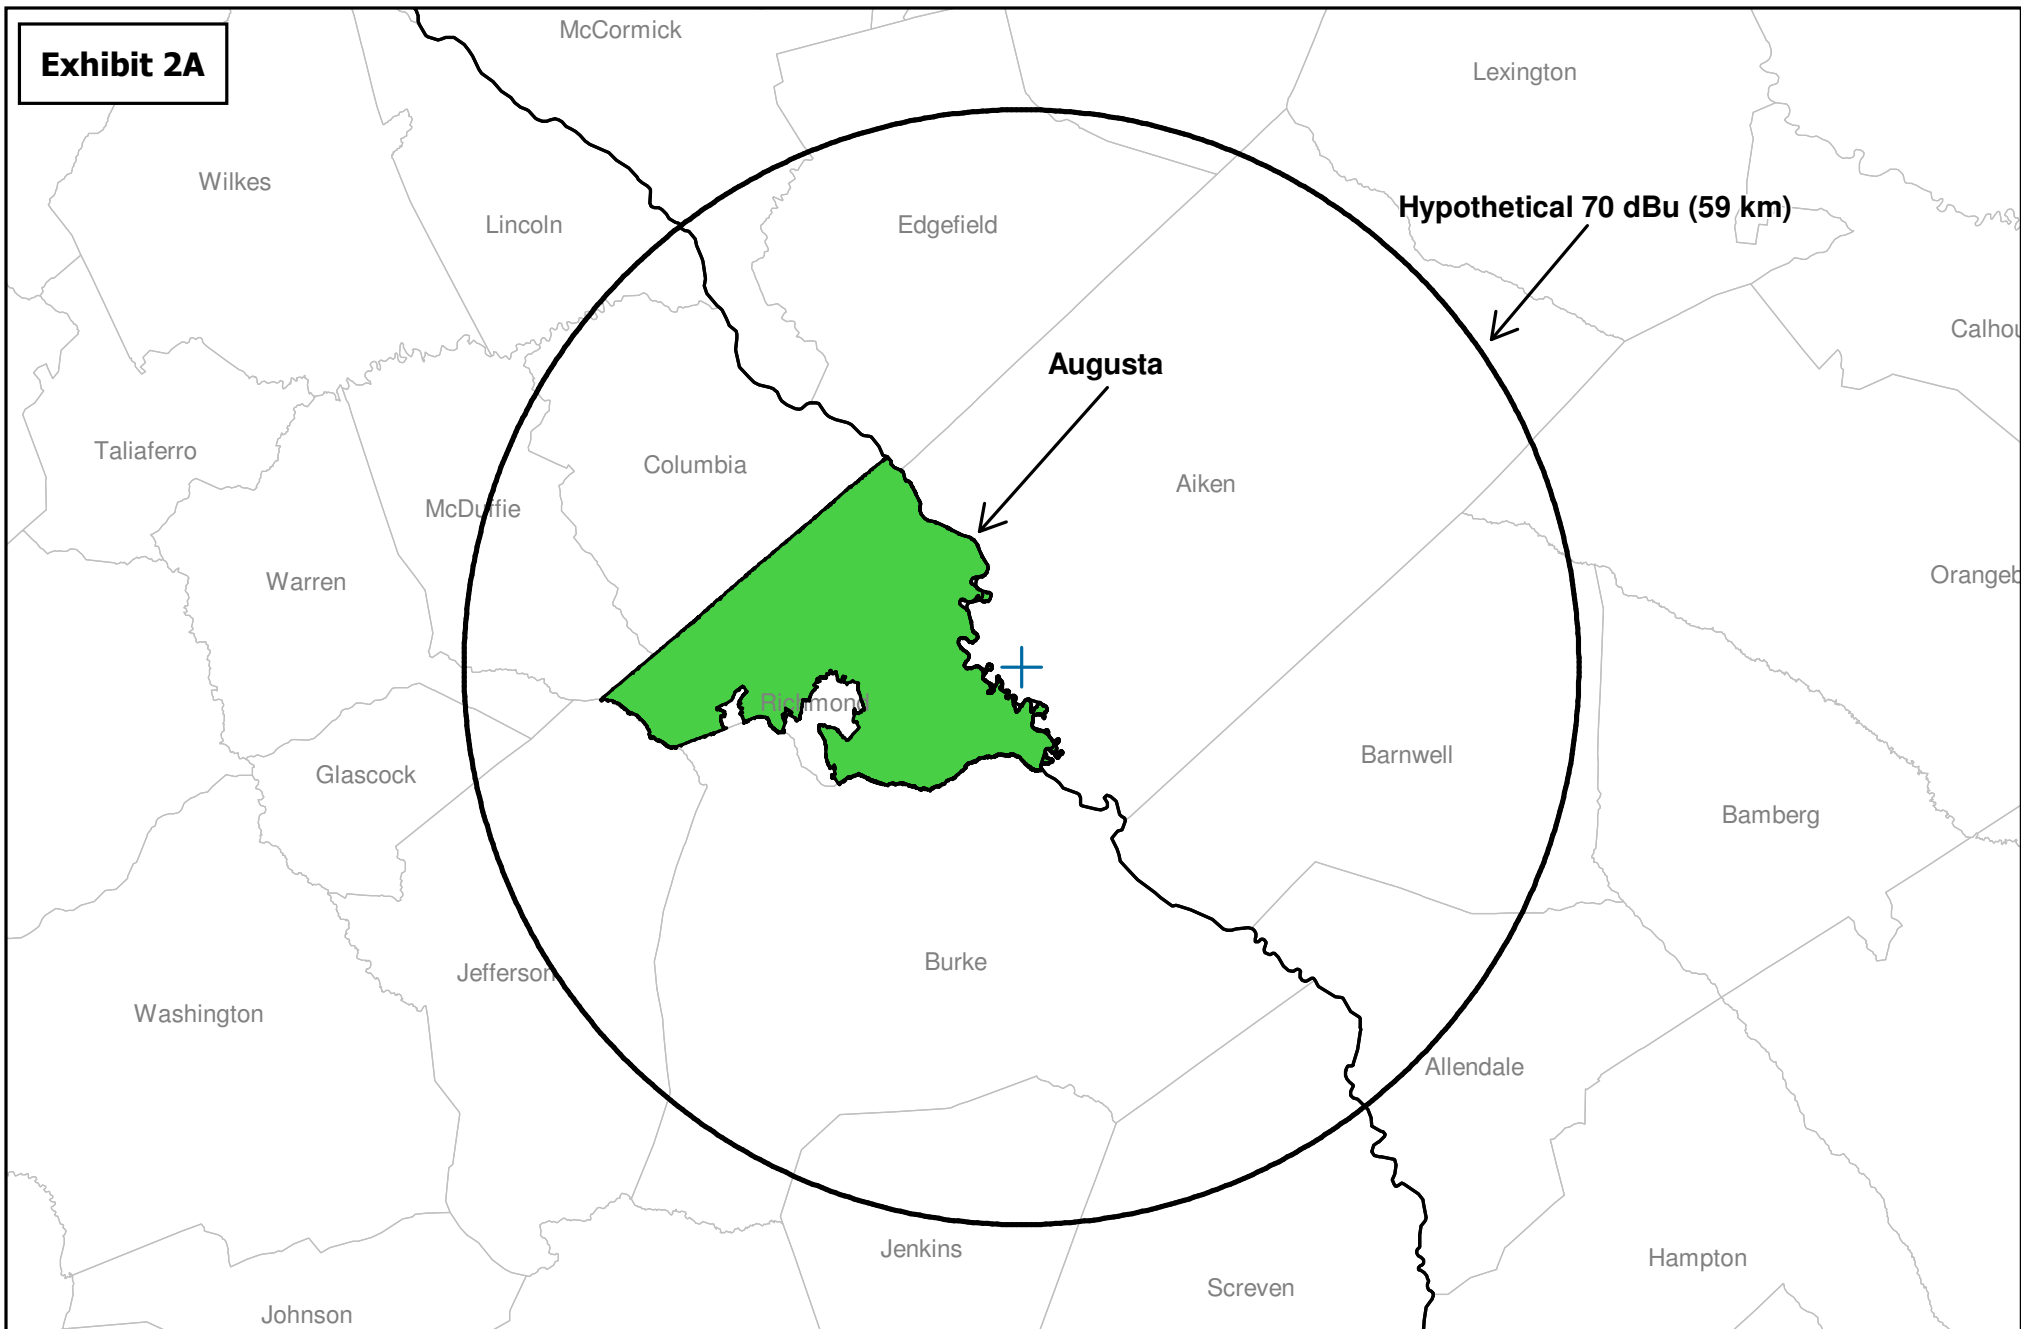 McCormick
Exhibit 2A
Lexington
Wilkes
Hypothetical 70 dBu (59 km)
Lincoln
Edgefield
Calhou
Augusta
Taliaferro
Columbia
Aiken
McDuffie
Warren
Orangeb
Richmond
Barnwell
Glascock
Bamberg
Burke
Jefferson
Washington
Allendale
Jenkins
Hampton
Screven
Johnson